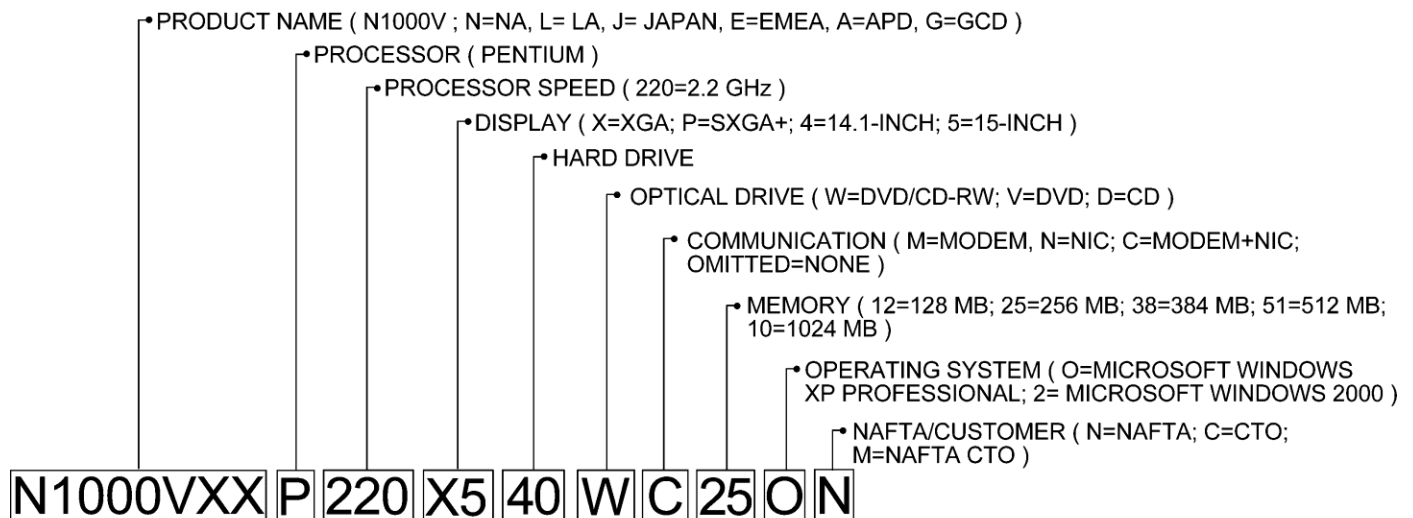 PRODUCT NAME ( N1000V ; N=NA, L= LA, J= JAPAN, E=EMEA, A=APD, G=GCD )
PROCESSOR ( PENTIUM )
PROCESSOR SPEED ( 220=2.2 GHz )
DISPLAY ( X=XGA; P=SXGA+; 4=14.1-INCH; 5=15-INCH )
HARD DRIVE
OPTICAL DRIVE ( W=DVD/CD-RW; V=DVD; D=CD )
COMMUNICATION ( M=MODEM, N=NIC; C=MODEM+NIC;
OMITTED=NONE )
MEMORY ( 12=128 MB; 25=256 MB; 38=384 MB; 51=512 MB;
10=1024 MB )
OPERATING SYSTEM ( O=MICROSOFT WINDOWS
XP PROFESSIONAL; 2= MICROSOFT WINDOWS 2000 )
NAFTA/CUSTOMER ( N=NAFTA; C=CTO;
M=NAFTA CTO )
N1000VXX P 220 X5 40 W C 25 O N